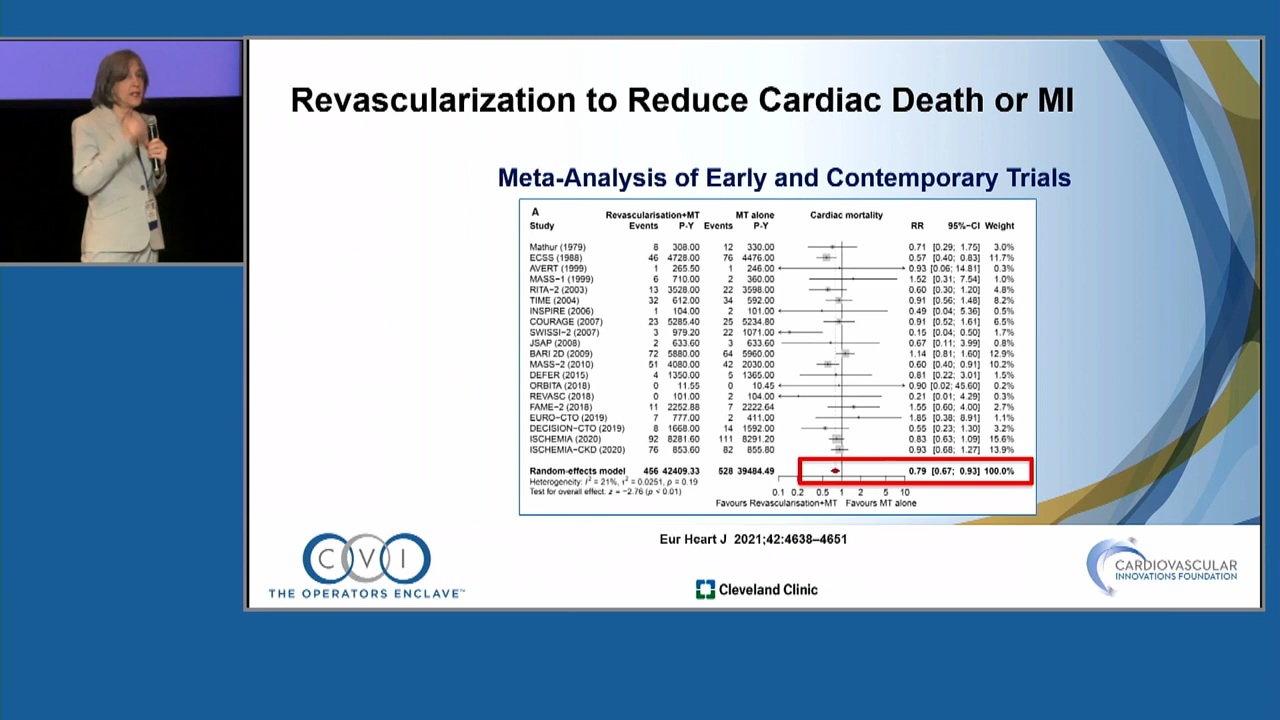 Revascularization to Reduce Cardiac Death or MI
Meta-Analysis of Early and Contemporary Trials
A Revascularisation+MT MT alone Cardiac mortality
Study Events P-Y Events P-Y RR 95%-CI Weight
Mathur (1979) 8 308.00 12 330.00 0.71 [0.29; 1.75] 3.0%
ECSS (1988) 46 4728.00 76 4476.00 0.57 [0.40; 0.83] 11.7%
AVERT (1999) 1 265.50 1 246.00 0.93 [0.06; 14.81] 0.3%
MASS-1 (1999) 6 710.00 2 360.00 1.52 [0.31; 7.54] 1.0%
RITA-2 (2003) 13 3528.00 22 3598.00 0.60 [0.30; 1.20] 4.8%
TIME (2004) 32 612.00 34 592.00 0.91 [0.56; 1.48] 8.2%
INSPIRE (2006) 1 104.00 2 101.00 0.49 [0.04; 5.36] 0.5%
COURAGE (2007) 23 5285.40 25 5234.80 0.91 [0.52; 1.61] 6.5%
SWISSI-2 (2007) 3 979.20 22 1071.00 0.15 [0.04; 0.50] 1.7%
JSAP (2008) 2 633.60 3 633.60 0.67 [0.11; 3.99] 0.8%
BARI 2D (2009) 72 5880.00 64 5960.00 1.14 [0.81; 1.60] 12.9%
MASS-2 (2010) 51 4080.00 42 2030.00 0.60 [0.40; 0.91] 10.2%
DEFER (2015) 4 1350.00 5 1365.00 0.81 [0.22; 3.01] 1.5%
ORBITA (2018) 0 11.55 0 10.45 0.90 [0.02; 45.60] 0.2%
REVASC (2018) 0 101.00 2 104.00 0.21 [0.01; 4.29] 0.3%
FAME-2 (2018) 11 2252.88 7 2222.64 1.55 [0.60; 4.00] 2.7%
EURO-CTO (2019) 7 777.00 2 411.00 1.85 [0.38; 8.91] 1.0%
DECISION-CTO (2019) 8 1668.00 14 1592.00 0.55 [0.23; 1.30] 3.2%
ISCHEMIA (2020) 92 8281.60 111 8291.20 0.83 [0.63; 1.09] 15.6%
ISCHEMIA-CKD (2020) 76 853.60 82 855.80 0.93 [0.68; 1.27] 13.9%
Random-effects model 456 42409.33 528 39484.49 0.79 [0.67; 0.93] 100.0%
Heterogeneity: I² = 21%, τ² = 0.0251, p = 0.19
Test for overall effect: z = −2.76 (p < 0.01)
0.1 0.2 0.5 1 2 5 10
Favours Revascularisation+MT Favours MT alone
Eur Heart J 2021;42:4638–4651
CVI
THE OPERATORS ENCLAVE™
Cleveland Clinic
CARDIOVASCULAR
INNOVATIONS FOUNDATION